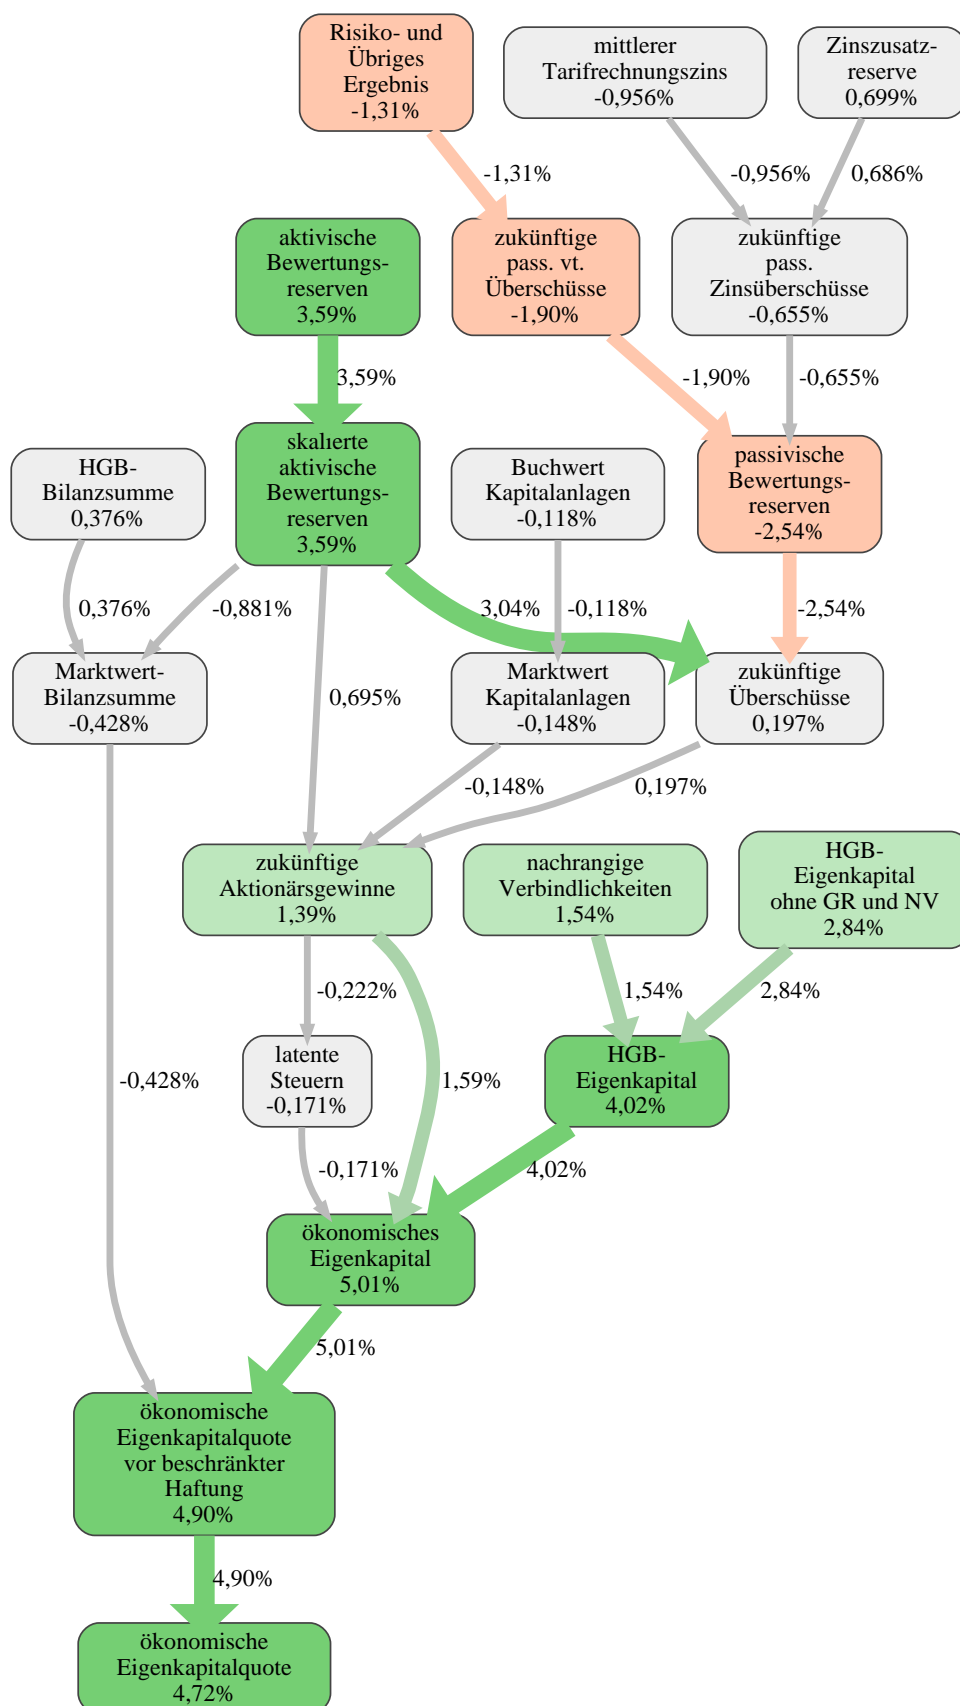 Risiko- und
Übriges
Ergebnis
-1,31%
mittlerer
Tarifrechnungszins
-0,956%
Zinszusatz-
reserve
0,699%
-1,31%
-0,956%
0,686%
aktivische
Bewertungs-
reserven
3,59%
zukünftige
pass. vt.
Überschüsse
-1,90%
zukünftige
pass.
Zinsüberschüsse
-0,655%
3,59%
-1,90%
-0,655%
HGB-
Bilanzsumme
0,376%
skalierte
aktivische
Bewertungs-
reserven
3,59%
Buchwert
Kapitalanlagen
-0,118%
passivische
Bewertungs-
reserven
-2,54%
0,376%
-0,881%
3,04%
-0,118%
-2,54%
Marktwert-
Bilanzsumme
-0,428%
0,695%
Marktwert
Kapitalanlagen
-0,148%
zukünftige
Überschüsse
0,197%
-0,148%
0,197%
zukünftige
Aktionärsgewinne
1,39%
nachrangige
Verbindlichkeiten
1,54%
HGB-
Eigenkapital
ohne GR und NV
2,84%
-0,222%
1,54%
2,84%
-0,428%
latente
Steuern
-0,171%
1,59%
HGB-
Eigenkapital
4,02%
-0,171%
4,02%
ökonomisches
Eigenkapital
5,01%
5,01%
ökonomische
Eigenkapitalquote
vor beschränkter
Haftung
4,90%
4,90%
ökonomische
Eigenkapitalquote
4,72%